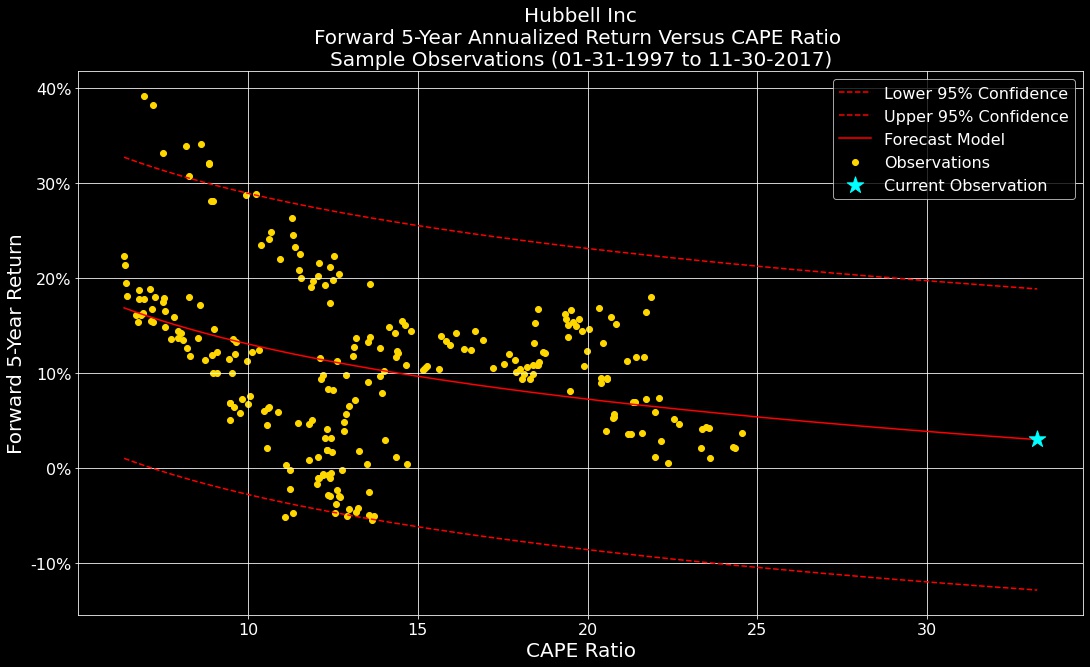 Hubbell Inc
Forward 5-Year Annualized Return Versus CAPE Ratio
Sample Observations (01-31-1997 to 11-30-2017)
Lower 95% Confidence
Upper 95% Confidence
Forecast Model
Observations
Current Observation
Forward 5-Year Return
40%
30%
20%
10%
0%
-10%
10
15
20
25
30
CAPE Ratio